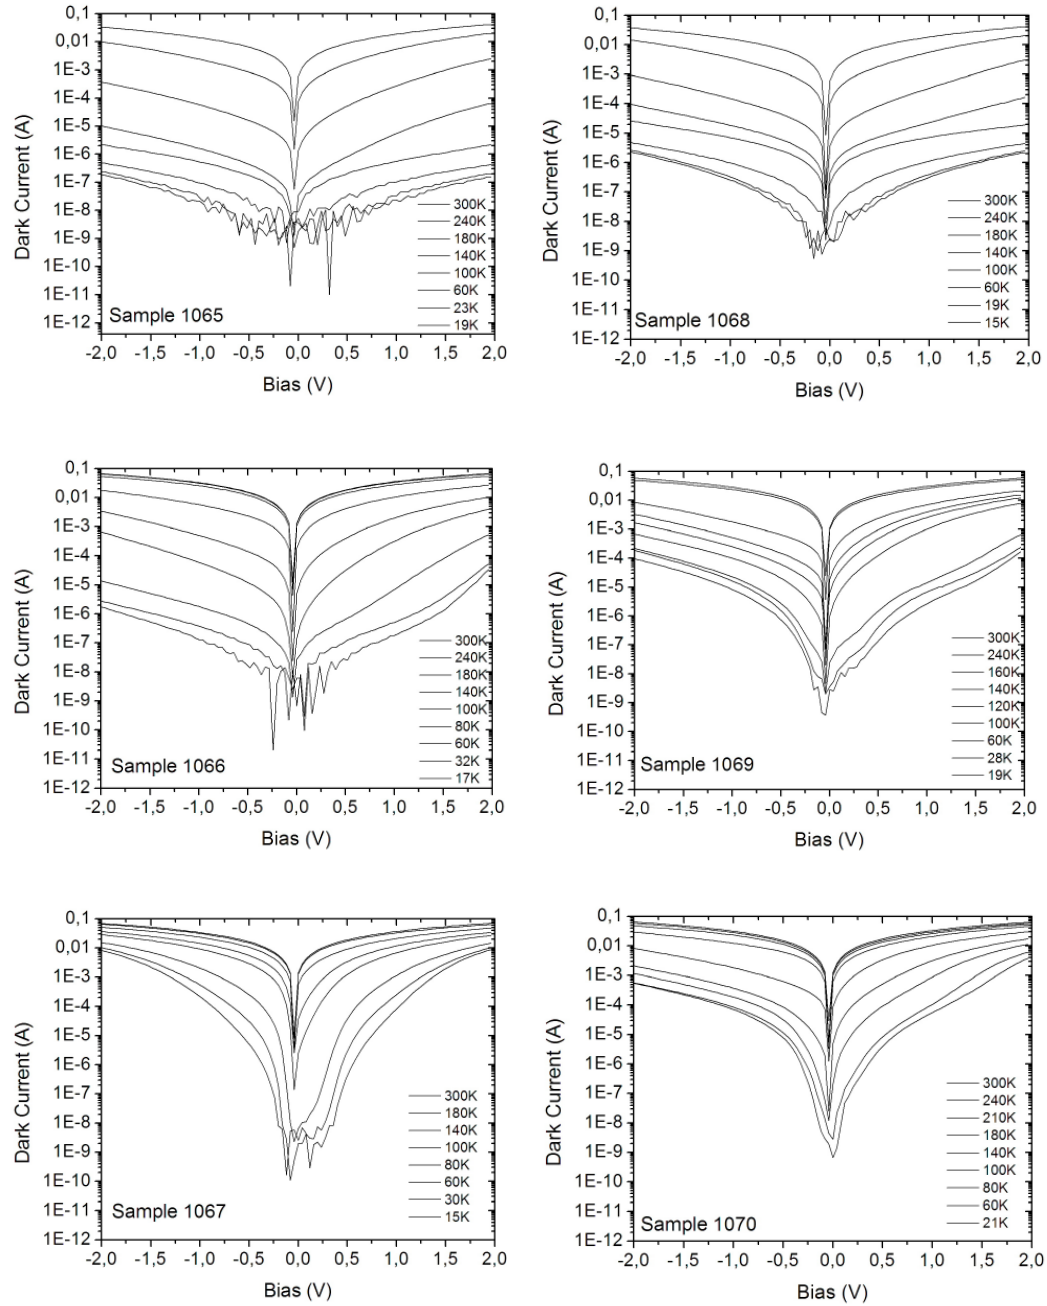 0,1
0,01
1E-3
1E-4
1E-5
1E-6
1E-7
1E-8
1E-9
1E-10
1E-11
1E-12
Dark Current (A)
300K
240K
180K
140K
100K
60K
23K
19K
Sample 1065
-2,0 -1,5 -1,0 -0,5 0,0 0,5 1,0 1,5 2,0
Bias (V)
0,1
0,01
1E-3
1E-4
1E-5
1E-6
1E-7
1E-8
1E-9
1E-10
1E-11
1E-12
Dark Current (A)
300K
240K
180K
140K
100K
60K
19K
15K
Sample 1068
-2,0 -1,5 -1,0 -0,5 0,0 0,5 1,0 1,5 2,0
Bias (V)
0,1
0,01
1E-3
1E-4
1E-5
1E-6
1E-7
1E-8
1E-9
1E-10
1E-11
1E-12
Dark Current (A)
300K
240K
180K
140K
100K
80K
60K
32K
17K
Sample 1066
-2,0 -1,5 -1,0 -0,5 0,0 0,5 1,0 1,5 2,0
Bias (V)
0,1
0,01
1E-3
1E-4
1E-5
1E-6
1E-7
1E-8
1E-9
1E-10
1E-11
1E-12
Dark Current (A)
300K
240K
160K
140K
120K
100K
60K
28K
19K
Sample 1069
-2,0 -1,5 -1,0 -0,5 0,0 0,5 1,0 1,5 2,0
Bias (V)
0,1
0,01
1E-3
1E-4
1E-5
1E-6
1E-7
1E-8
1E-9
1E-10
1E-11
1E-12
Dark Current (A)
300K
180K
140K
100K
80K
60K
30K
15K
Sample 1067
-2,0 -1,5 -1,0 -0,5 0,0 0,5 1,0 1,5 2,0
Bias (V)
0,1
0,01
1E-3
1E-4
1E-5
1E-6
1E-7
1E-8
1E-9
1E-10
1E-11
1E-12
Dark Current (A)
300K
240K
210K
180K
140K
100K
80K
60K
21K
Sample 1070
-2,0 -1,5 -1,0 -0,5 0,0 0,5 1,0 1,5 2,0
Bias (V)